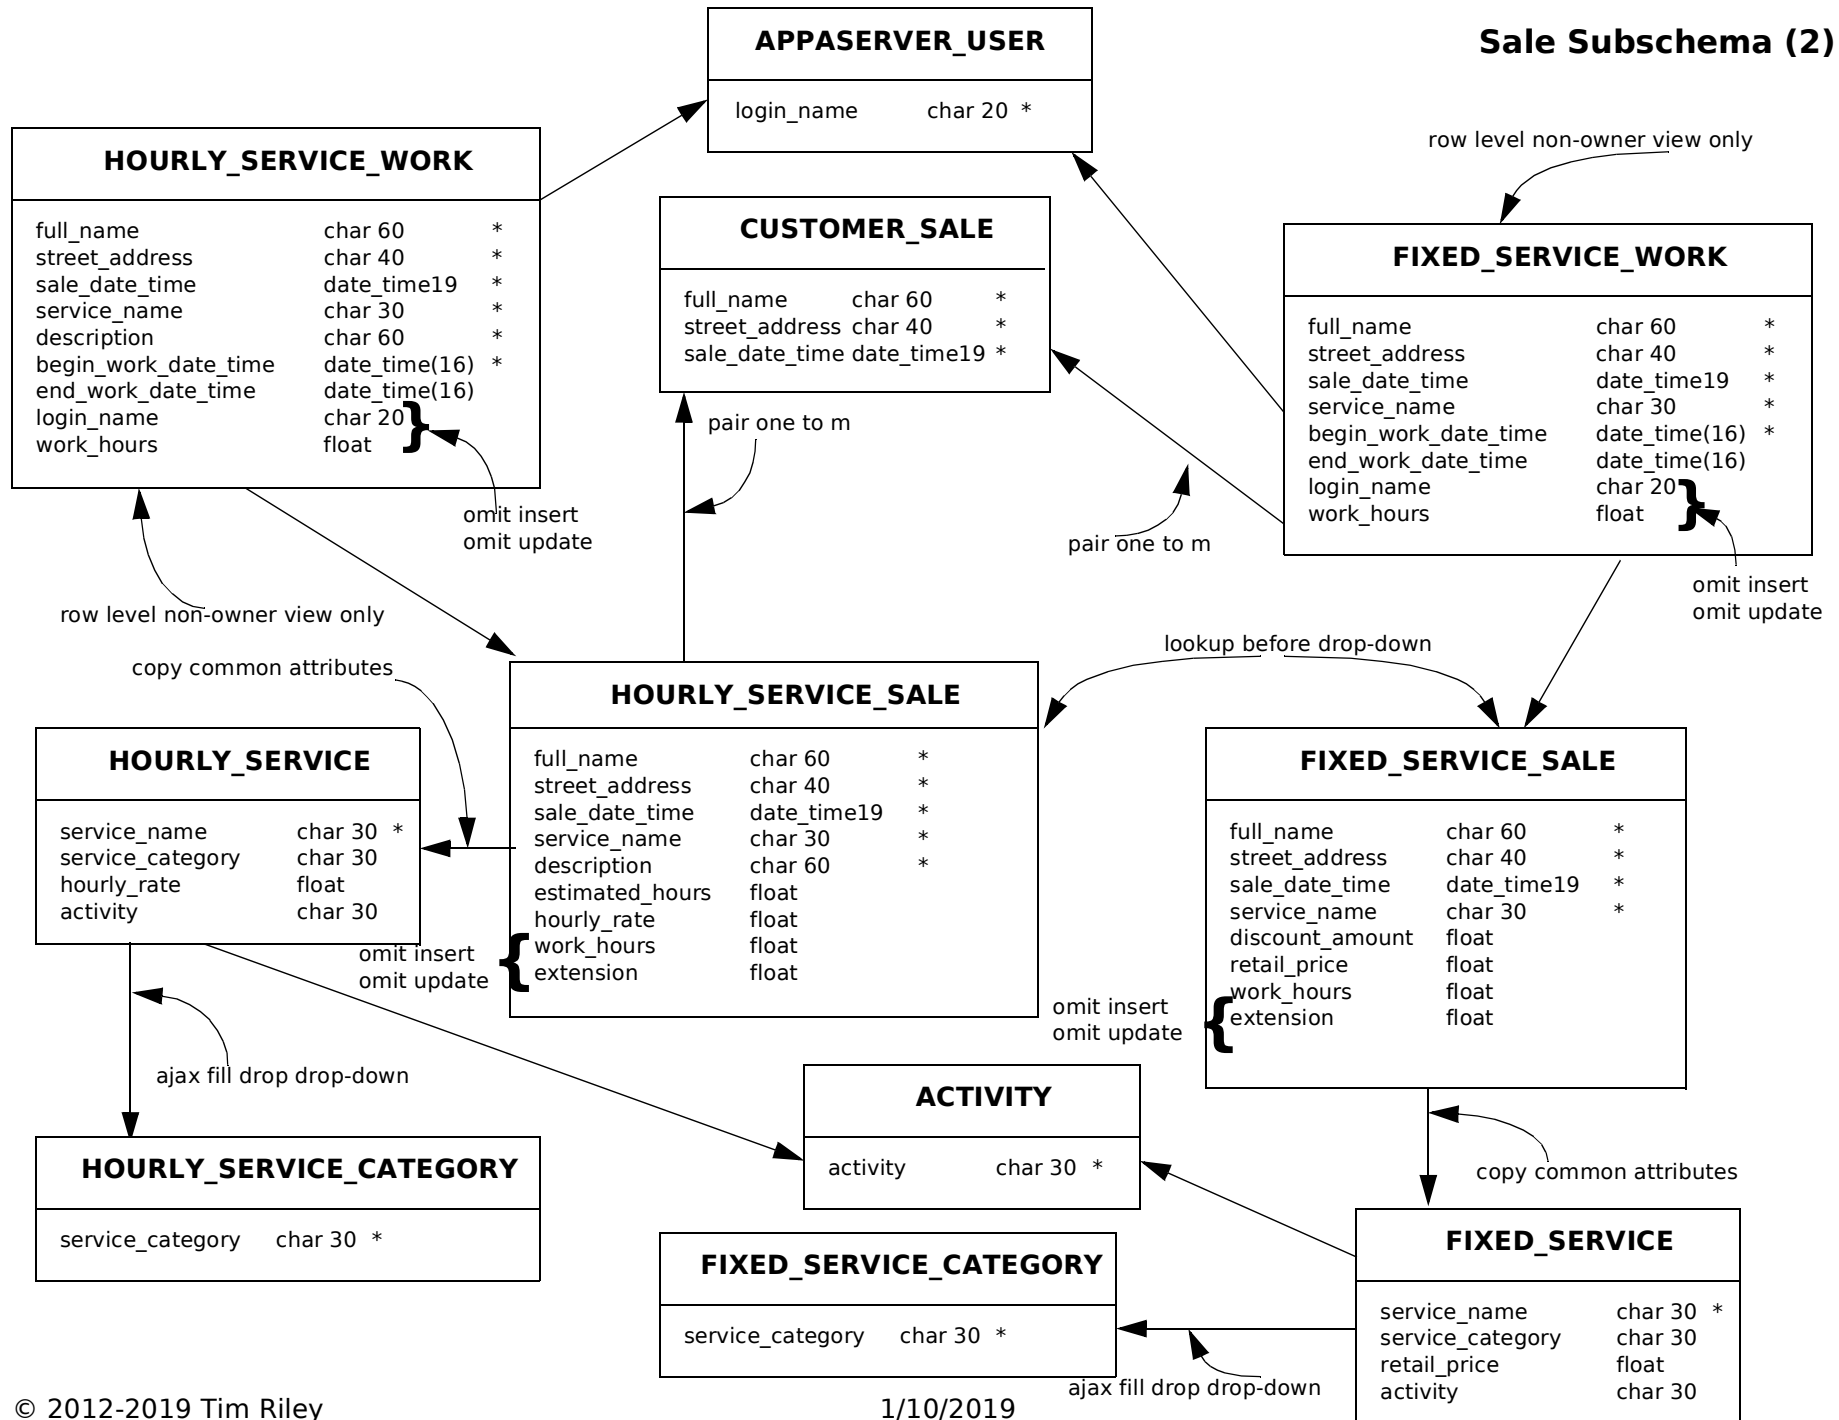 Sale Subschema (2)
APPASERVER_USER
login_name char 20 *
HOURLY_SERVICE_WORK
full_name char 60 *
street_address char 40 *
sale_date_time date_time19 *
service_name char 30 *
description char 60 *
begin_work_date_time date_time(16) *
end_work_date_time date_time(16)
login_name char 20
work_hours float
}
omit insert
omit update
row level non-owner view only
CUSTOMER_SALE
full_name char 60 *
street_address char 40 *
sale_date_time date_time19 *
pair one to m
row level non-owner view only
FIXED_SERVICE_WORK
full_name char 60 *
street_address char 40 *
sale_date_time date_time19 *
service_name char 30 *
begin_work_date_time date_time(16) *
end_work_date_time date_time(16)
login_name char 20
work_hours float
}
omit insert
omit update
pair one to m
lookup before drop-down
copy common attributes
HOURLY_SERVICE_SALE
full_name char 60 *
street_address char 40 *
sale_date_time date_time19 *
service_name char 30 *
description char 60 *
estimated_hours float
hourly_rate float
work_hours float
extension float
{
omit insert
omit update
HOURLY_SERVICE
service_name char 30 *
service_category char 30
hourly_rate float
activity char 30
ajax fill drop drop-down
FIXED_SERVICE_SALE
full_name char 60 *
street_address char 40 *
sale_date_time date_time19 *
service_name char 30 *
discount_amount float
retail_price float
work_hours float
extension float
{
omit insert
omit update
ACTIVITY
activity char 30 *
copy common attributes
HOURLY_SERVICE_CATEGORY
service_category char 30 *
FIXED_SERVICE_CATEGORY
service_category char 30 *
ajax fill drop drop-down
FIXED_SERVICE
service_name char 30 *
service_category char 30
retail_price float
activity char 30
© 2012-2019 Tim Riley
1/10/2019